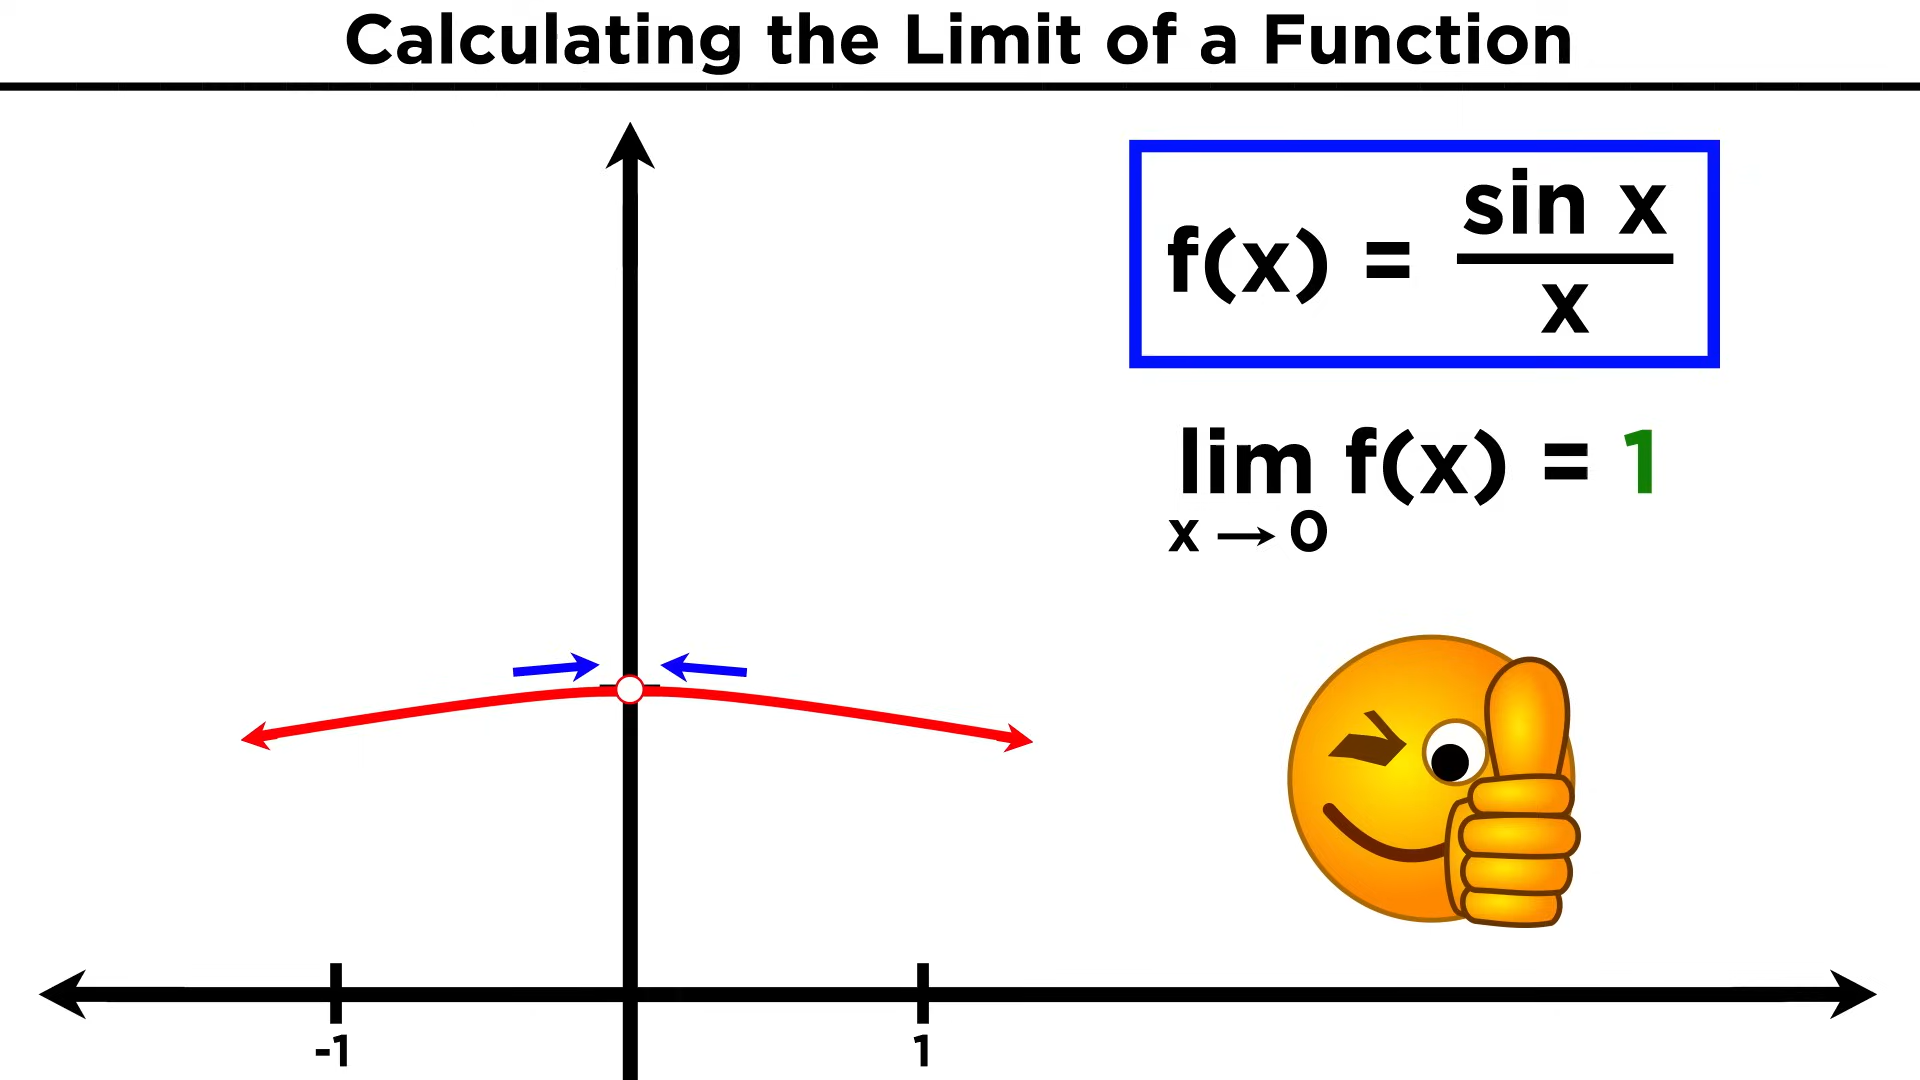 Calculating the Limit of a Function
f(x) = sin x
x
lim f(x) = 1
x → 0
-1 1